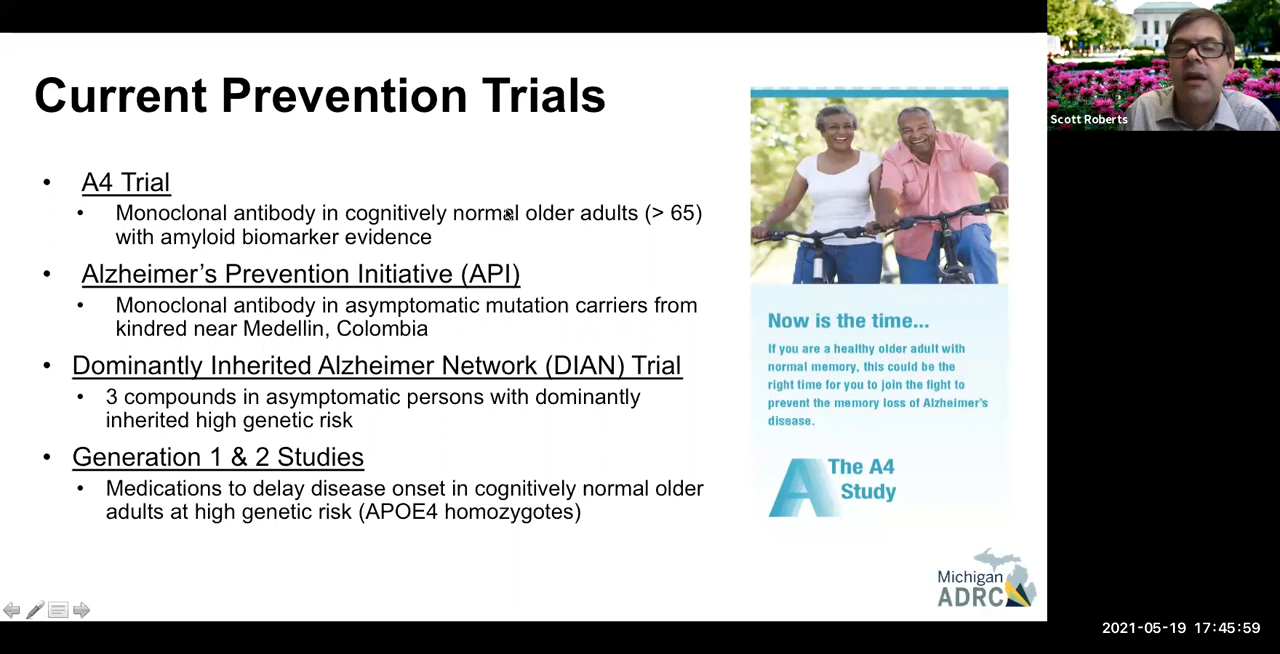 Current Prevention Trials
• A4 Trial
• Monoclonal antibody in cognitively normal older adults (> 65)
with amyloid biomarker evidence
• Alzheimer’s Prevention Initiative (API)
• Monoclonal antibody in asymptomatic mutation carriers from
kindred near Medellin, Colombia
• Dominantly Inherited Alzheimer Network (DIAN) Trial
• 3 compounds in asymptomatic persons with dominantly
inherited high genetic risk
• Generation 1 & 2 Studies
• Medications to delay disease onset in cognitively normal older
adults at high genetic risk (APOE4 homozygotes)
Now is the time...
If you are a healthy older adult with
normal memory, this could be the
right time for you to join the fight to
prevent the memory loss of Alzheimer’s
disease.
A
The A4
Study
Michigan
ADRC
Scott Roberts
2021-05-19 17:45:59